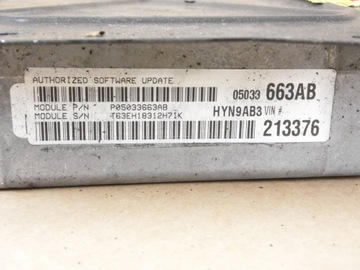 AUTHORIZED SOFTWARE UPDATE
05033 663AB
MODULE P/N P05033663AB
HYN9AB3 VIN #
MODULE S/N T63EH18312H71K
213376